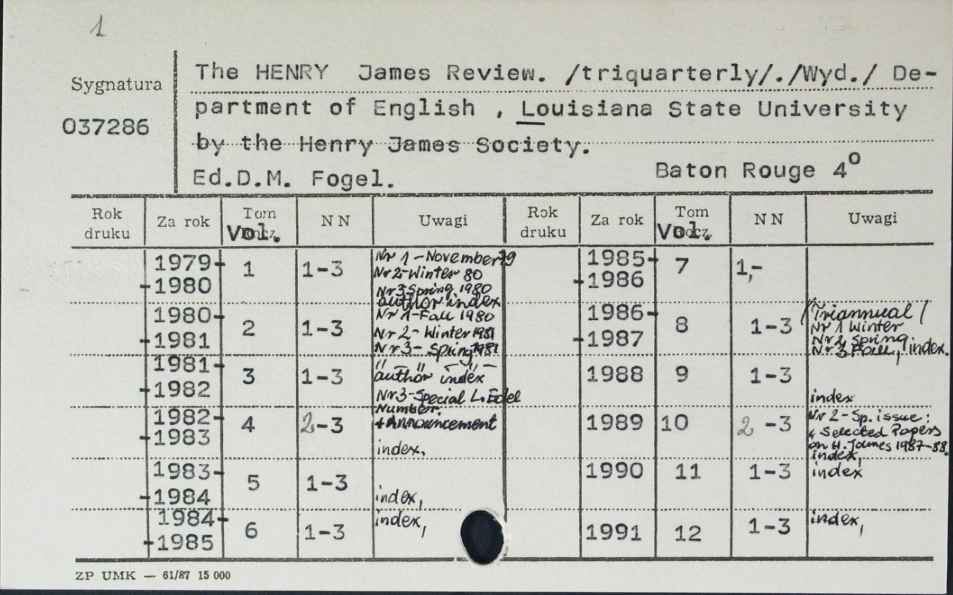 1
Sygnatura
037286
The HENRY James Review. /triquarterly/./Wyd./ De-
partment of English , Louisiana State University
by the Henry James Society.
Ed.D.M. Fogel. Baton Rouge 4°
Rok druku Za rok Tom Vol. NN Uwagi Rok druku Za rok Tom Vol. NN Uwagi
1979- -1980 1 1-3 Nr 1 - November 79
Nr 2-Winter 80
Nr 3 Spring 1980
author index
1980- -1981 2 1-3 Nr 1-Fall 1980
Nr 2- Winter 1981
Nr 3- Spring 1981
1981- -1982 3 1-3 " " -"-
author index
Nr 3-Special L. Edel
Number.
1982- -1983 4 2-3 + Announcement
index,
1983- -1984 5 1-3 index,
1984- -1985 6 1-3 index,
1985- -1986 7 1,-
1986- -1987 8 1-3 /Triannual/
Nr 1 Winter
Nr 2 Spring
Nr 3 Fall, index.
1988 9 1-3 index
1989 10 2-3 Nr 2-Sp. issue:
Selected Papers
on H. James 1987-88.
index,
1990 11 1-3 index
1991 12 1-3 index,
ZP UMK — 61/87 15 000